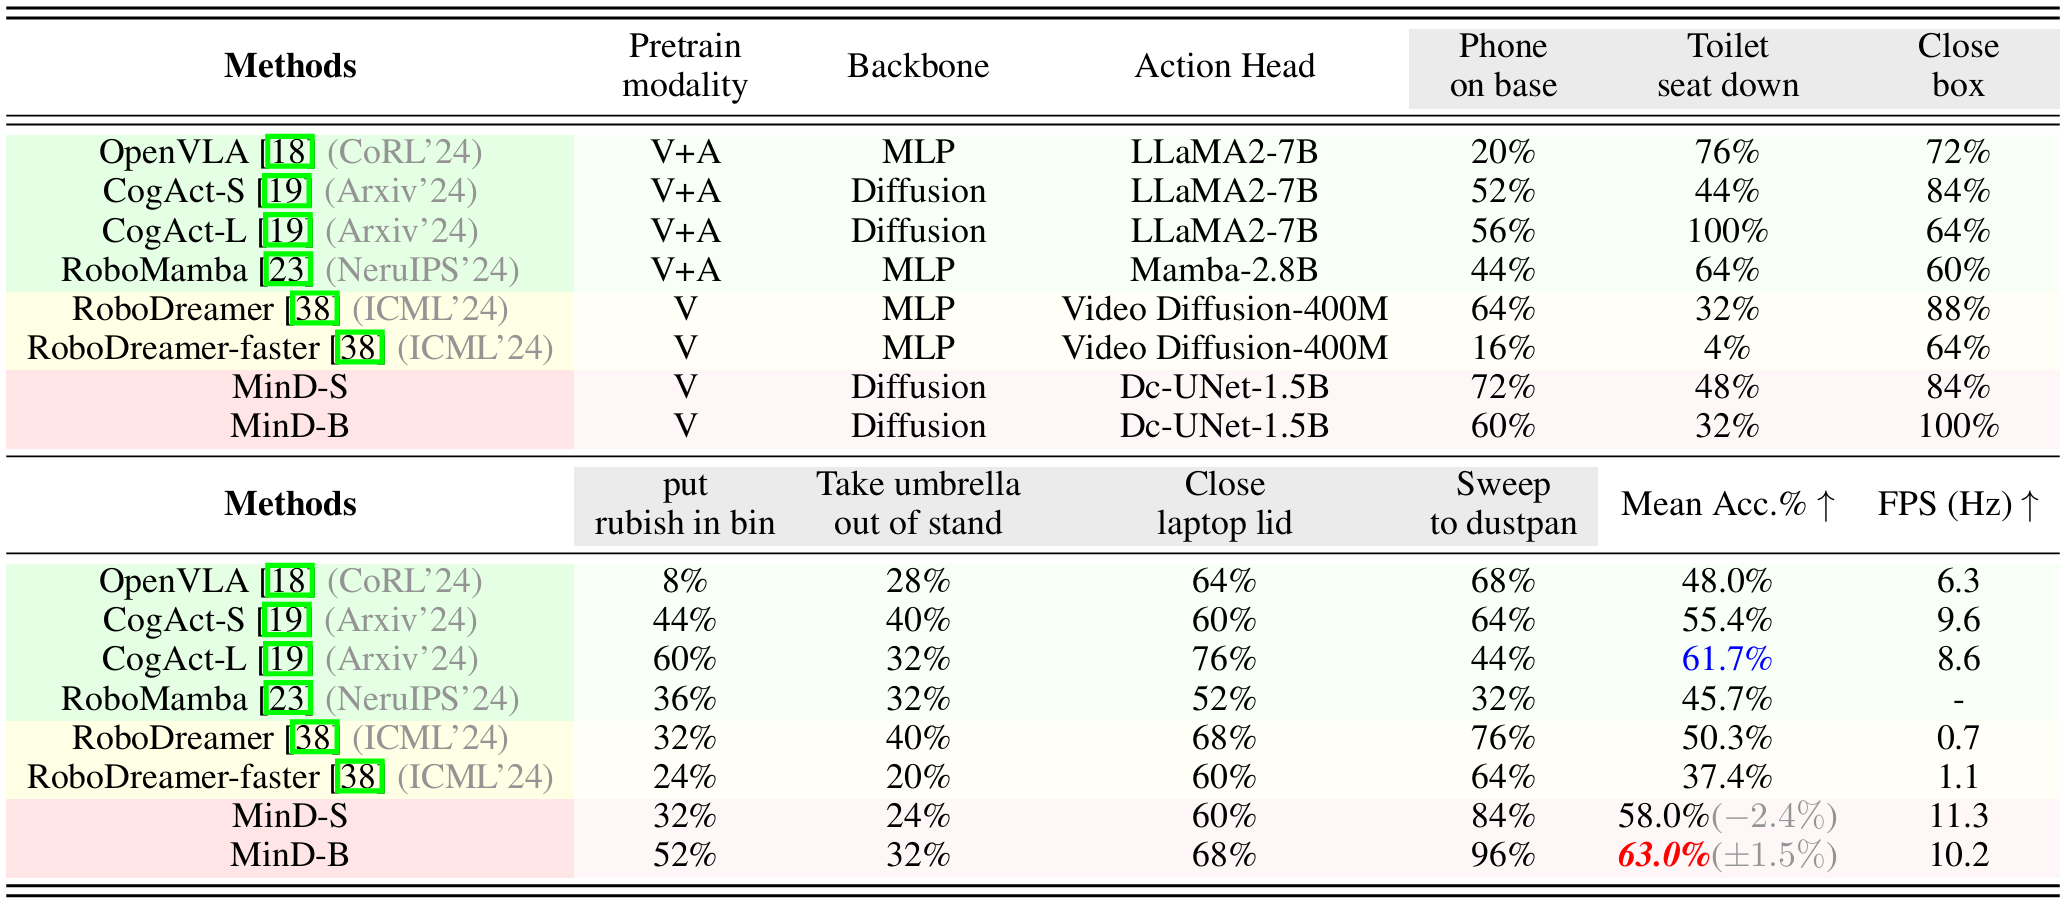 Methods Pretrain modality Backbone Action Head Phone on base Toilet seat down Close box
OpenVLA [18] (CoRL'24) V+A MLP LLaMA2-7B 20% 76% 72%
CogAct-S [19] (Arxiv'24) V+A Diffusion LLaMA2-7B 52% 44% 84%
CogAct-L [19] (Arxiv'24) V+A Diffusion LLaMA2-7B 56% 100% 64%
RoboMamba [23] (NeruIPS'24) V+A MLP Mamba-2.8B 44% 64% 60%
RoboDreamer [38] (ICML'24) V MLP Video Diffusion-400M 64% 32% 88%
RoboDreamer-faster [38] (ICML'24) V MLP Video Diffusion-400M 16% 4% 64%
MinD-S V Diffusion Dc-UNet-1.5B 72% 48% 84%
MinD-B V Diffusion Dc-UNet-1.5B 60% 32% 100%
Methods put rubish in bin Take umbrella out of stand Close laptop lid Sweep to dustpan Mean Acc.% ↑ FPS (Hz) ↑
OpenVLA [18] (CoRL'24) 8% 28% 64% 68% 48.0% 6.3
CogAct-S [19] (Arxiv'24) 44% 40% 60% 64% 55.4% 9.6
CogAct-L [19] (Arxiv'24) 60% 32% 76% 44% 61.7% 8.6
RoboMamba [23] (NeruIPS'24) 36% 32% 52% 32% 45.7% -
RoboDreamer [38] (ICML'24) 32% 40% 68% 76% 50.3% 0.7
RoboDreamer-faster [38] (ICML'24) 24% 20% 60% 64% 37.4% 1.1
MinD-S 32% 24% 60% 84% 58.0%(−2.4%) 11.3
MinD-B 52% 32% 68% 96% 63.0%(±1.5%) 10.2